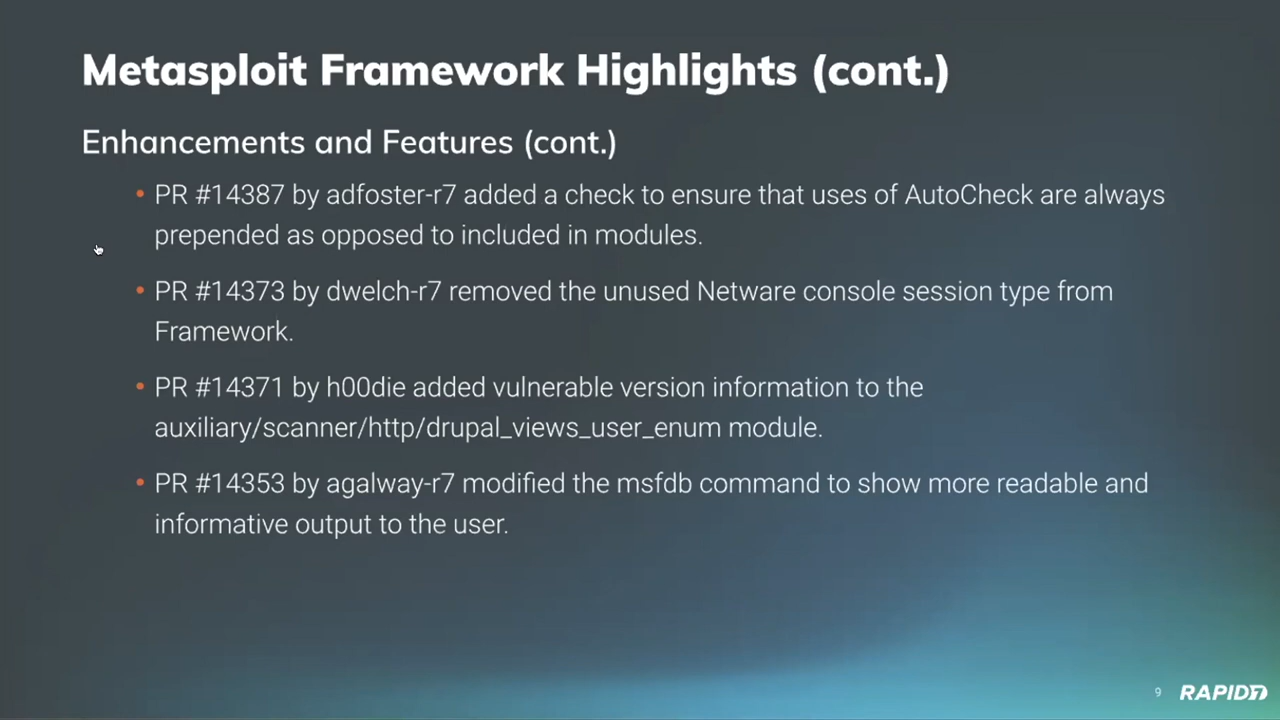 Metasploit Framework Highlights (cont.)
Enhancements and Features (cont.)
• PR #14387 by adfoster-r7 added a check to ensure that uses of AutoCheck are always
prepended as opposed to included in modules.
• PR #14373 by dwelch-r7 removed the unused Netware console session type from
Framework.
• PR #14371 by h00die added vulnerable version information to the
auxiliary/scanner/http/drupal_views_user_enum module.
• PR #14353 by agalway-r7 modified the msfdb command to show more readable and
informative output to the user.
9 RAPID7